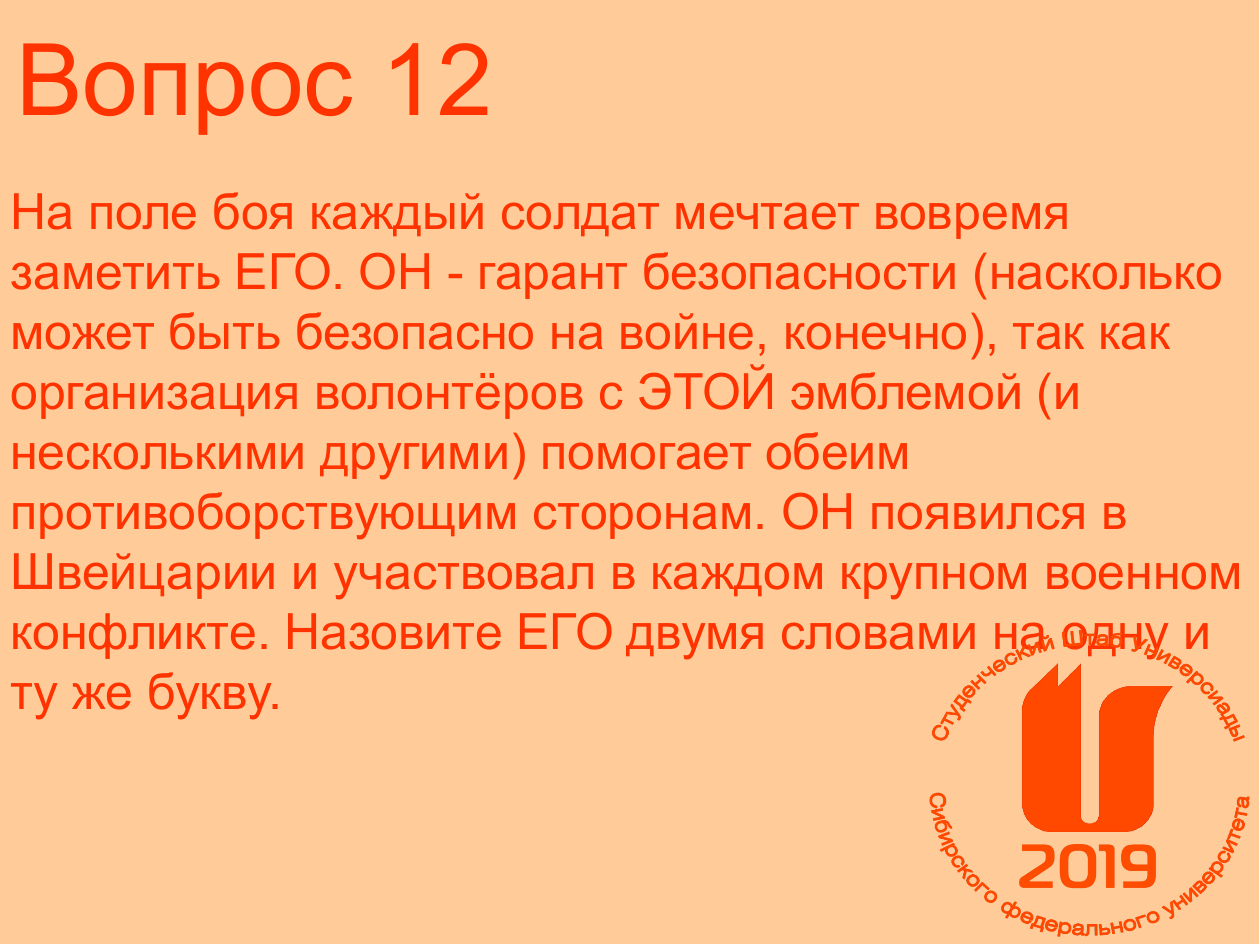 Вопрос 12
На поле боя каждый солдат мечтает вовремя
заметить ЕГО. ОН - гарант безопасности (насколько
может быть безопасно на войне, конечно), так как
организация волонтёров с ЭТОЙ эмблемой (и
несколькими другими) помогает обеим
противоборствующим сторонам. ОН появился в
Швейцарии и участвовал в каждом крупном военном
конфликте. Назовите ЕГО двумя словами на одну и
ту же букву.
Студенческий Штаб Универсиады
2019
Сибирского федерального университета